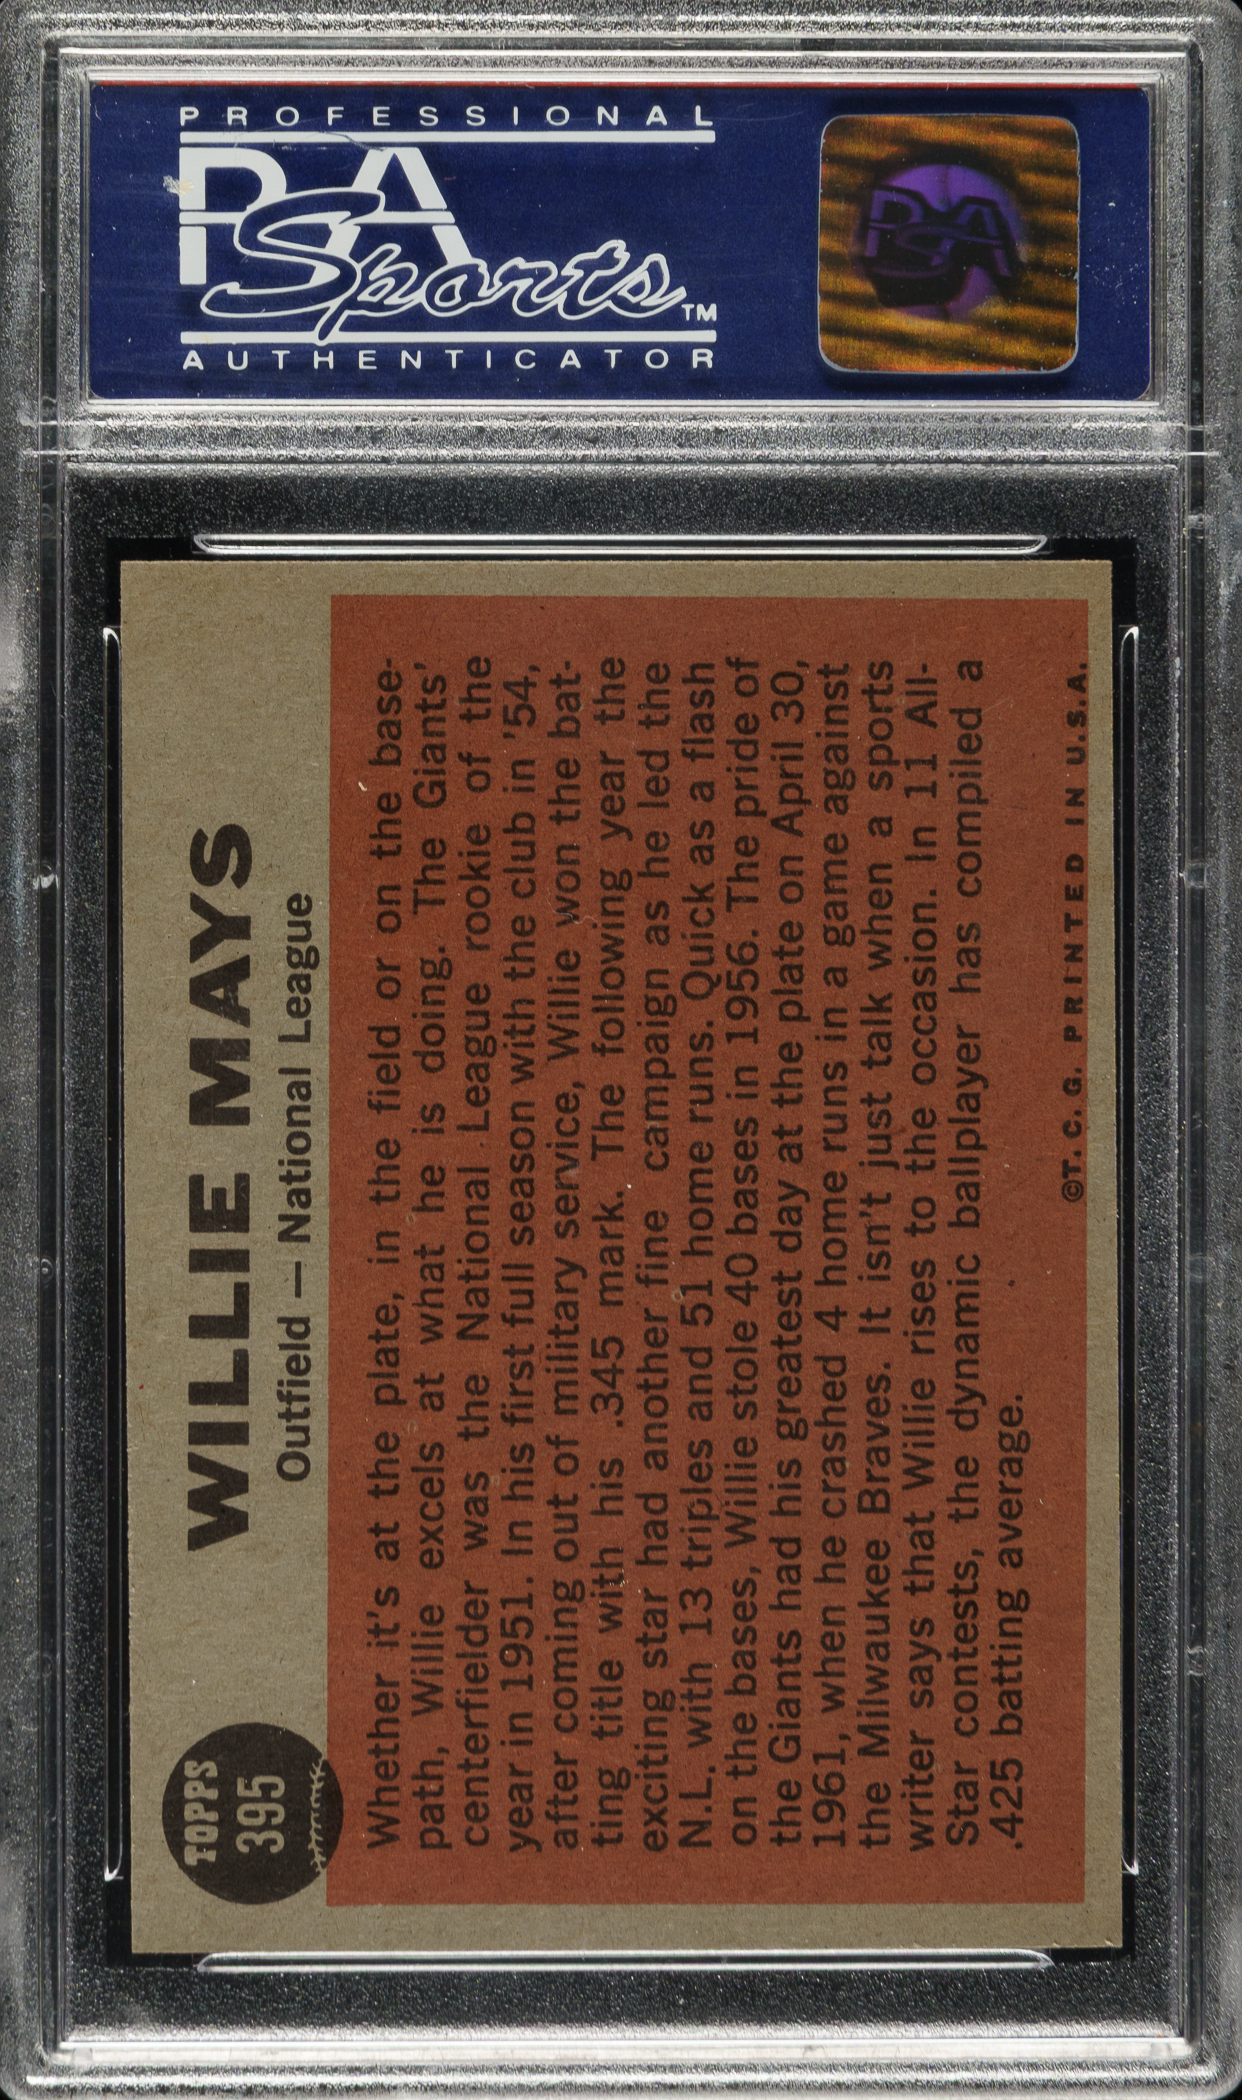 PROFESSIONAL
PSA
Sports™
AUTHENTICATOR
PSA
TOPPS
395
WILLIE MAYS
Outfield — National League
Whether it's at the plate, in the field or on the base-
path, Willie excels at what he is doing. The Giants'
centerfielder was the National League rookie of the
year in 1951. In his first full season with the club in '54,
after coming out of military service, Willie won the bat-
ting title with his .345 mark. The following year the
exciting star had another fine campaign as he led the
N.L. with 13 triples and 51 home runs. Quick as a flash
on the bases, Willie stole 40 bases in 1956. The pride of
the Giants had his greatest day at the plate on April 30,
1961, when he crashed 4 home runs in a game against
the Milwaukee Braves. It isn't just talk when a sports
writer says that Willie rises to the occasion. In 11 All-
Star contests, the dynamic ballplayer has compiled a
.425 batting average.
©T. C. G. PRINTED IN U.S.A.